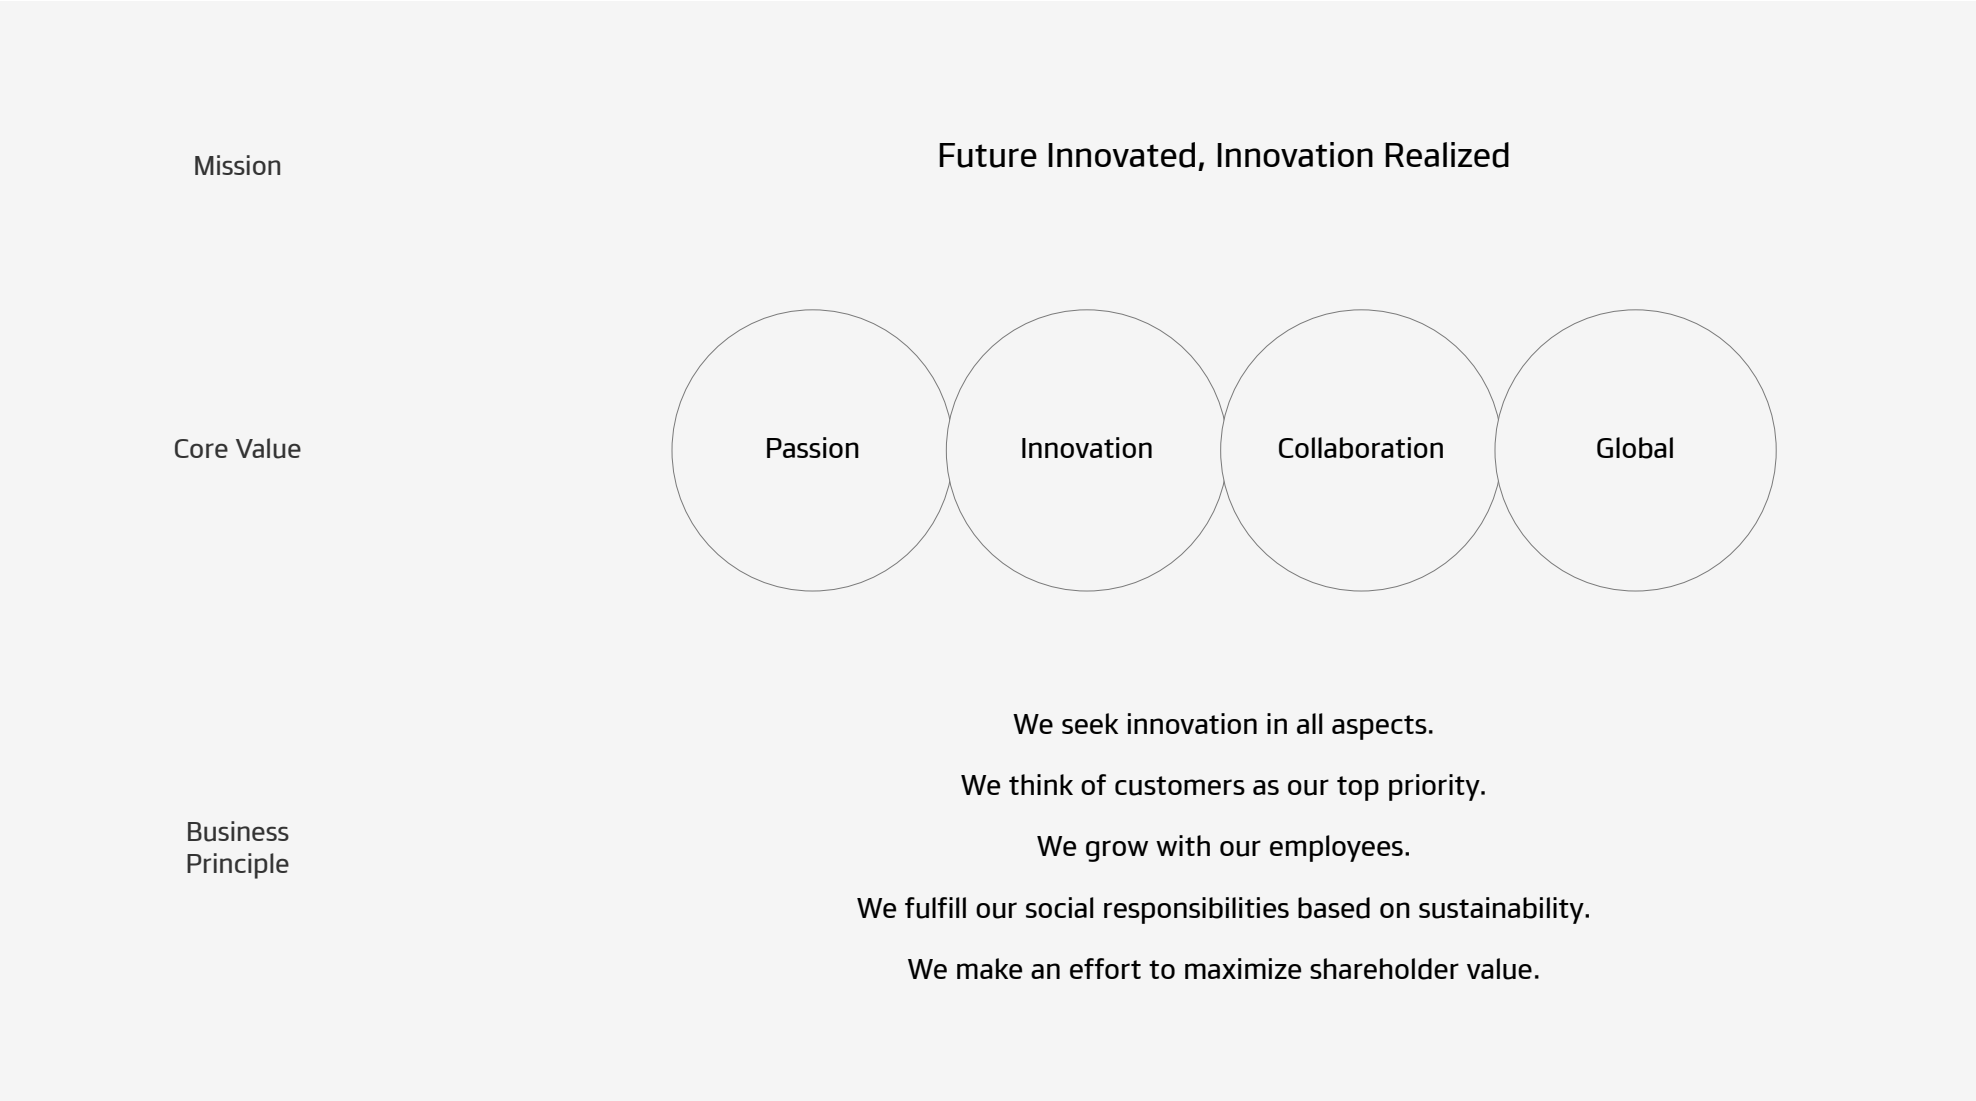 Mission
Future Innovated, Innovation Realized
Core Value
Passion
Innovation
Collaboration
Global
Business
Principle
We seek innovation in all aspects.
We think of customers as our top priority.
We grow with our employees.
We fulfill our social responsibilities based on sustainability.
We make an effort to maximize shareholder value.